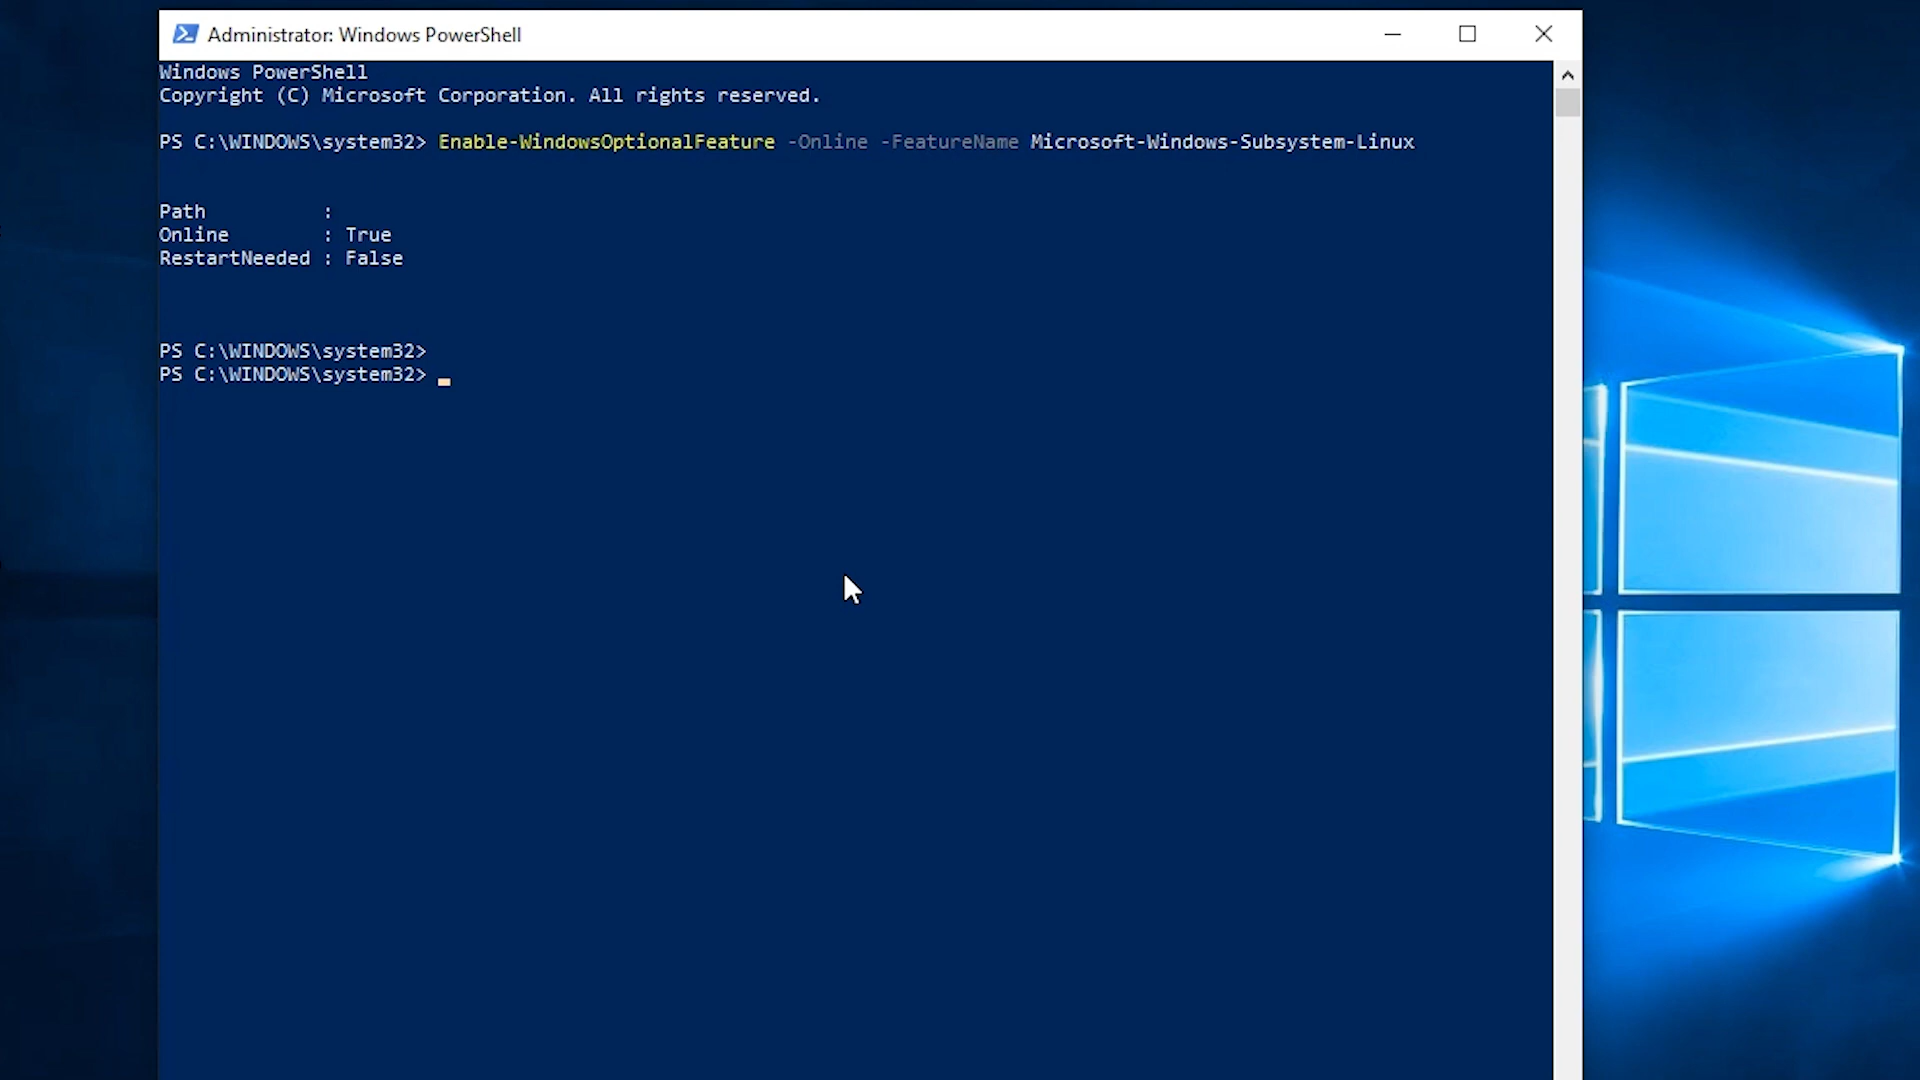 Administrator: Windows PowerShell
Windows PowerShell
Copyright (C) Microsoft Corporation. All rights reserved.
PS C:\WINDOWS\system32> Enable-WindowsOptionalFeature -Online -FeatureName Microsoft-Windows-Subsystem-Linux
Path          :
Online        : True
RestartNeeded : False
PS C:\WINDOWS\system32>
PS C:\WINDOWS\system32>